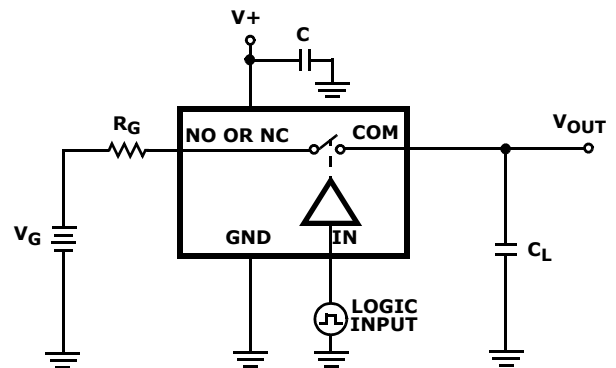 V+
C
RG
NO OR NC
COM
VOUT
VG
GND
IN
CL
LOGIC
INPUT